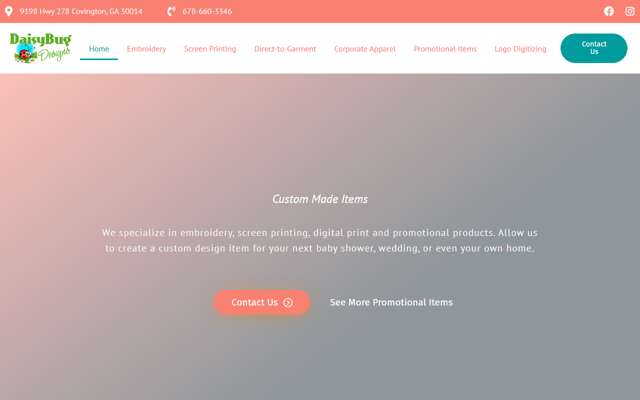 9198 Hwy 278 Covington, GA 30014
678-660-3346
DaisyBug
Designs
Home
Embroidery
Screen Printing
Direct-to-Garment
Corporate Apparel
Promotional Items
Logo Digitizing
Contact
Us
Custom Made Items
We specialize in embroidery, screen printing, digital print and promotional products. Allow us
to create a custom design item for your next baby shower, wedding, or even your own home.
Contact Us
See More Promotional Items